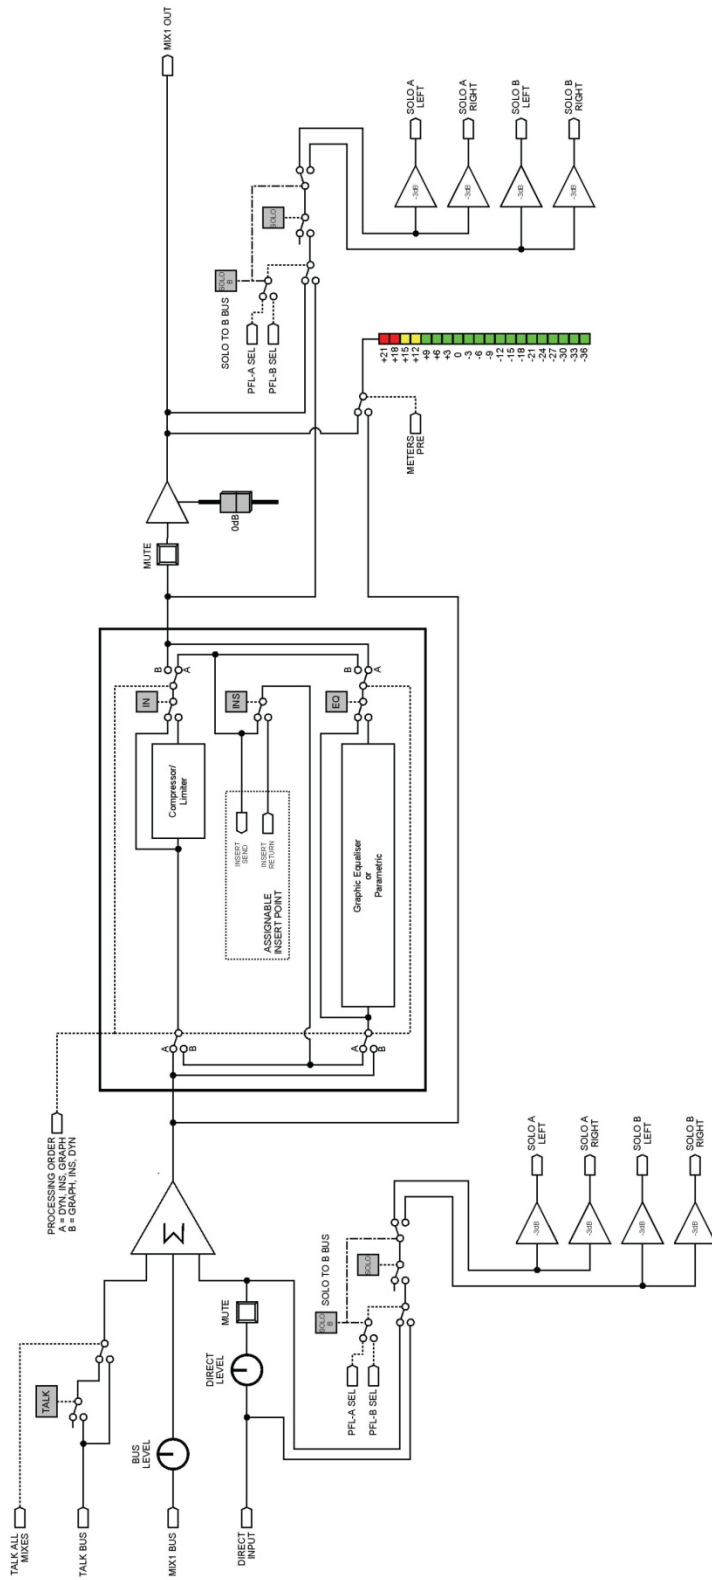 TALK ALL
MIXES
TALK BUS
MIX1 BUS
DIRECT
INPUT
TALK
BUS
LEVEL
DIRECT
LEVEL
MUTE
PFL-A SEL
PFL-B SEL
SOLO
B
SOLO TO B BUS
SOLO
-3dB
-3dB
-3dB
-3dB
SOLO A
LEFT
SOLO A
RIGHT
SOLO B
LEFT
SOLO B
RIGHT
Σ
PROCESSING ORDER
A = DYN, INS, GRAPH
B = GRAPH, INS, DYN
A
B
A
B
Compressor/
Limiter
INSERT
SEND
INSERT
RETURN
ASSIGNABLE
INSERT POINT
Graphic Equaliser
or
Parametric
IN
INS
EQ
B
A
B
A
MUTE
0dB
METERS
PRE
+21
+18
+15
+12
+9
+6
+3
0
-3
-6
-9
-12
-15
-18
-21
-24
-27
-30
-33
-36
PFL-A SEL
PFL-B SEL
SOLO TO B BUS
SOLO
B
SOLO
-3dB
-3dB
-3dB
-3dB
SOLO A
LEFT
SOLO A
RIGHT
SOLO B
LEFT
SOLO B
RIGHT
MIX1 OUT